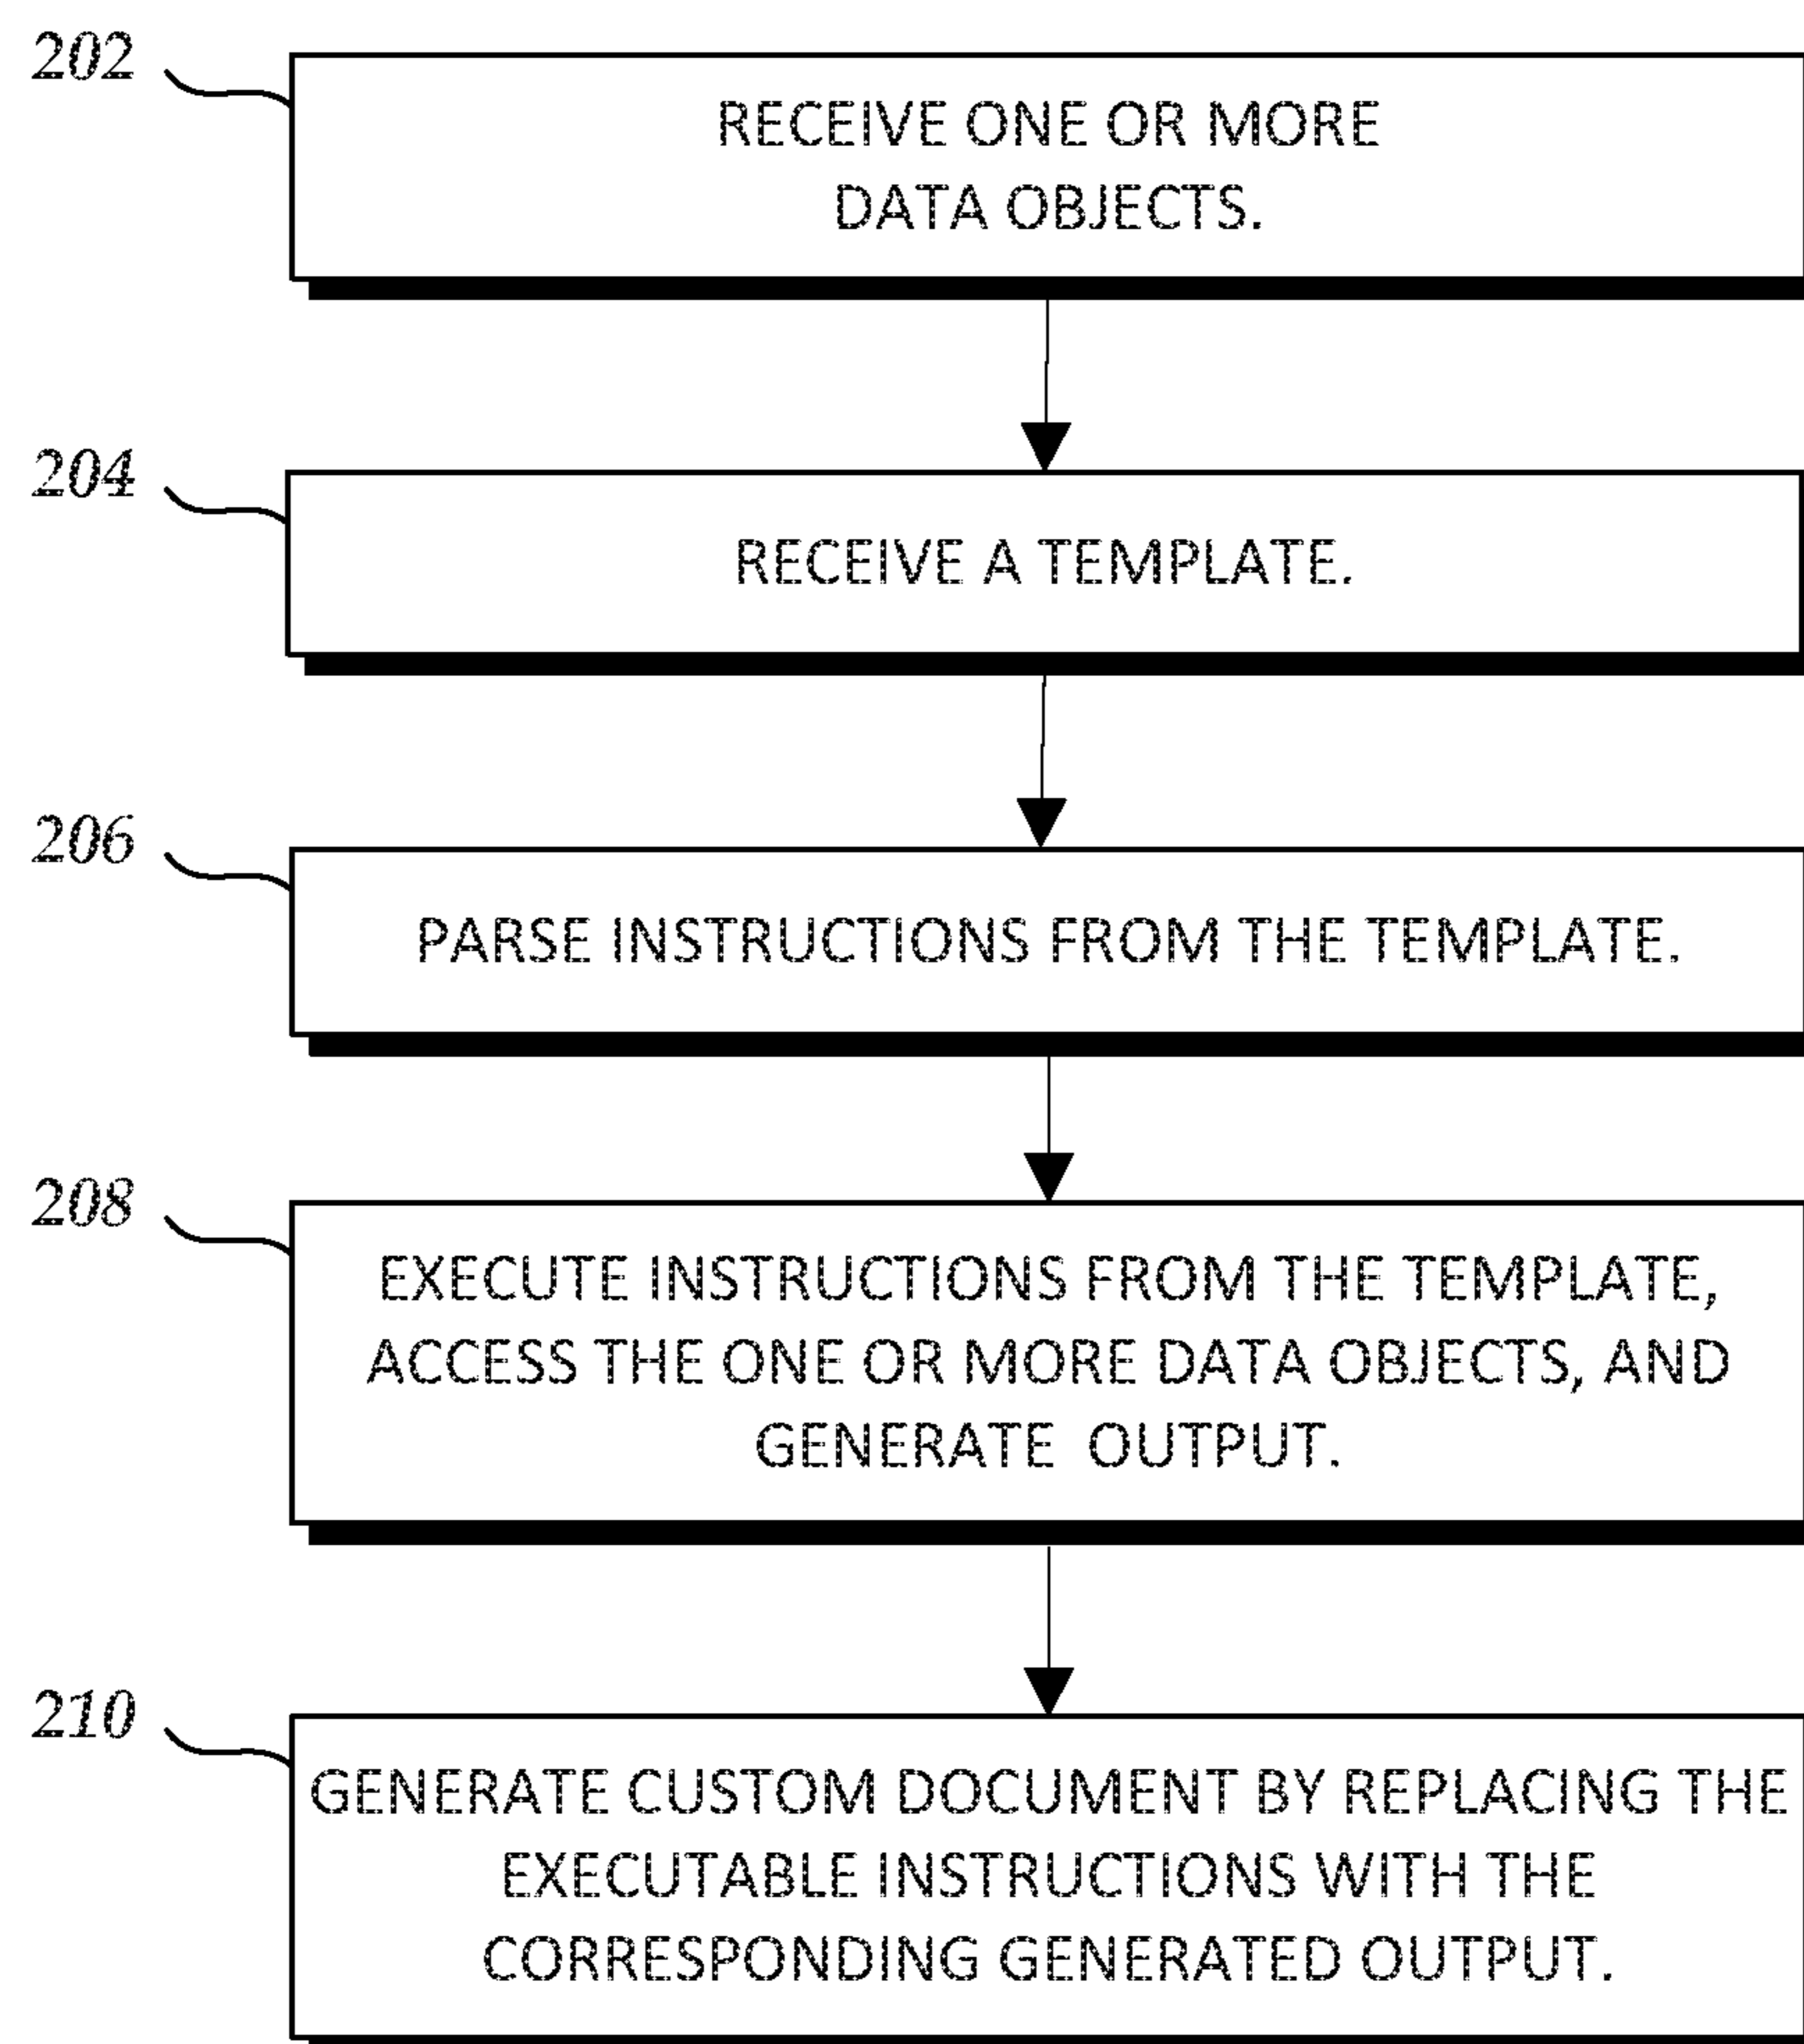 202
RECEIVE ONE OR MORE
DATA OBJECTS.
204
RECEIVE A TEMPLATE.
206
PARSE INSTRUCTIONS FROM THE TEMPLATE.
208
EXECUTE INSTRUCTIONS FROM THE TEMPLATE,
ACCESS THE ONE OR MORE DATA OBJECTS, AND
GENERATE OUTPUT.
210
GENERATE CUSTOM DOCUMENT BY REPLACING THE
EXECUTABLE INSTRUCTIONS WITH THE
CORRESPONDING GENERATED OUTPUT.